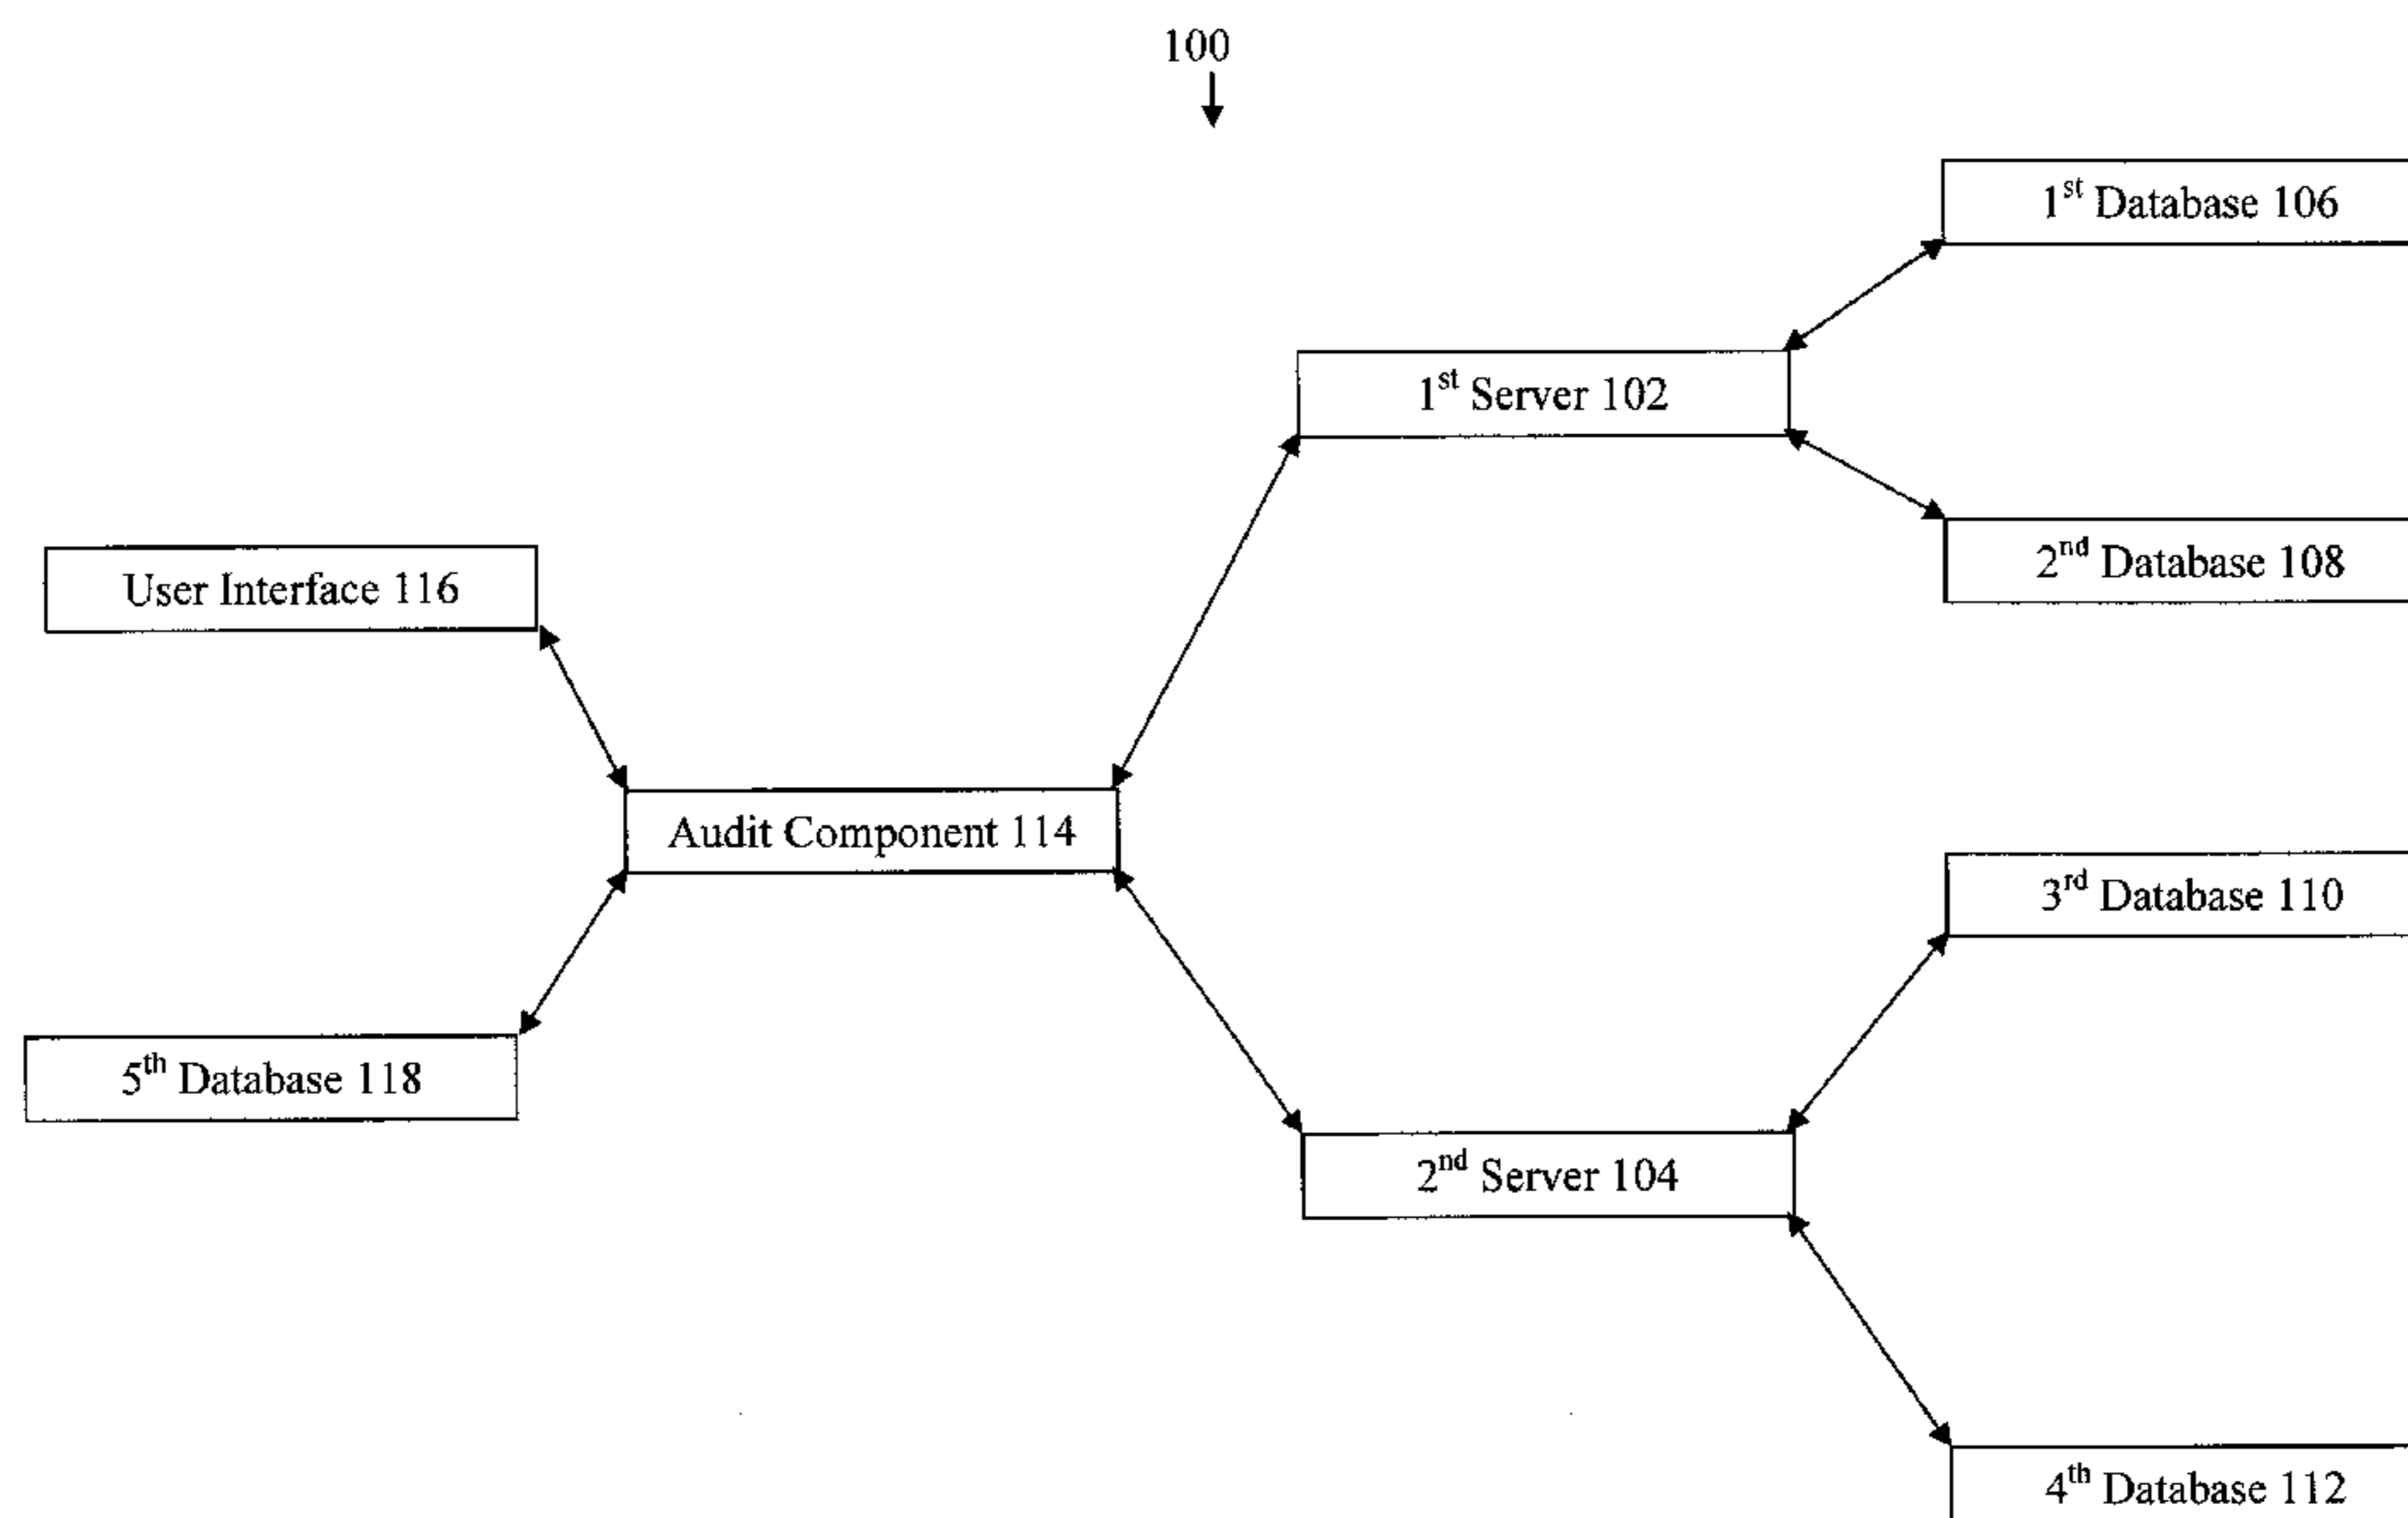 100
1st Database 106
1st Server 102
2nd Database 108
User Interface 116
Audit Component 114
3rd Database 110
5th Database 118
2nd Server 104
4th Database 112